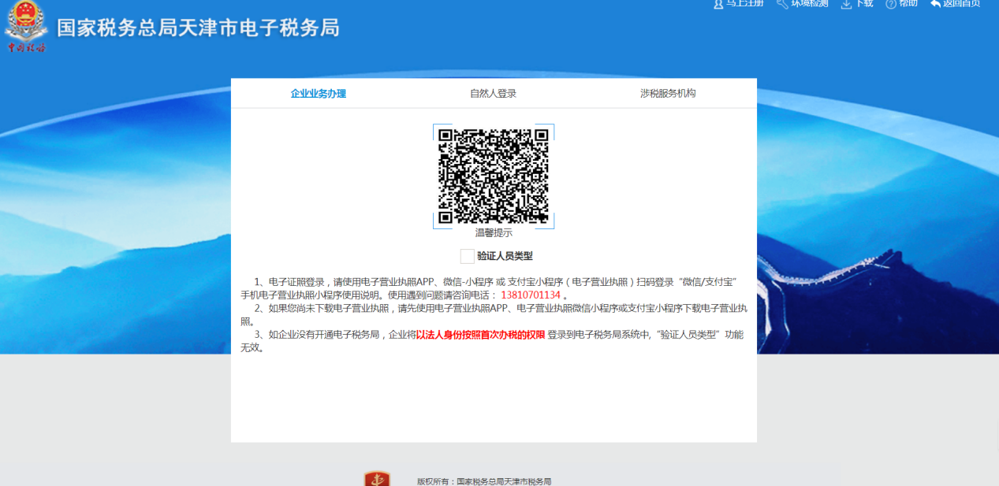 马上注册 环境检测 下载 帮助 返回首页
国家税务总局天津市电子税务局
中国税务
企业业务办理 自然人登录 涉税服务机构
温馨提示
验证人员类型
1、电子证照登录，请使用电子营业执照APP、微信-小程序 或 支付宝小程序（电子营业执照）扫码登录“微信/支付宝”
手机电子营业执照小程序使用说明。使用遇到问题请咨询电话： 13810701134 。
2、如果您尚未下载电子营业执照，请先使用电子营业执照APP、电子营业执照微信小程序或支付宝小程序下载电子营业执
照。
3、如企业没有开通电子税务局，企业将以法人身份按照首次办税的权限 登录到电子税务局系统中,“验证人员类型”功能
无效。
版权所有：国家税务总局天津市税务局